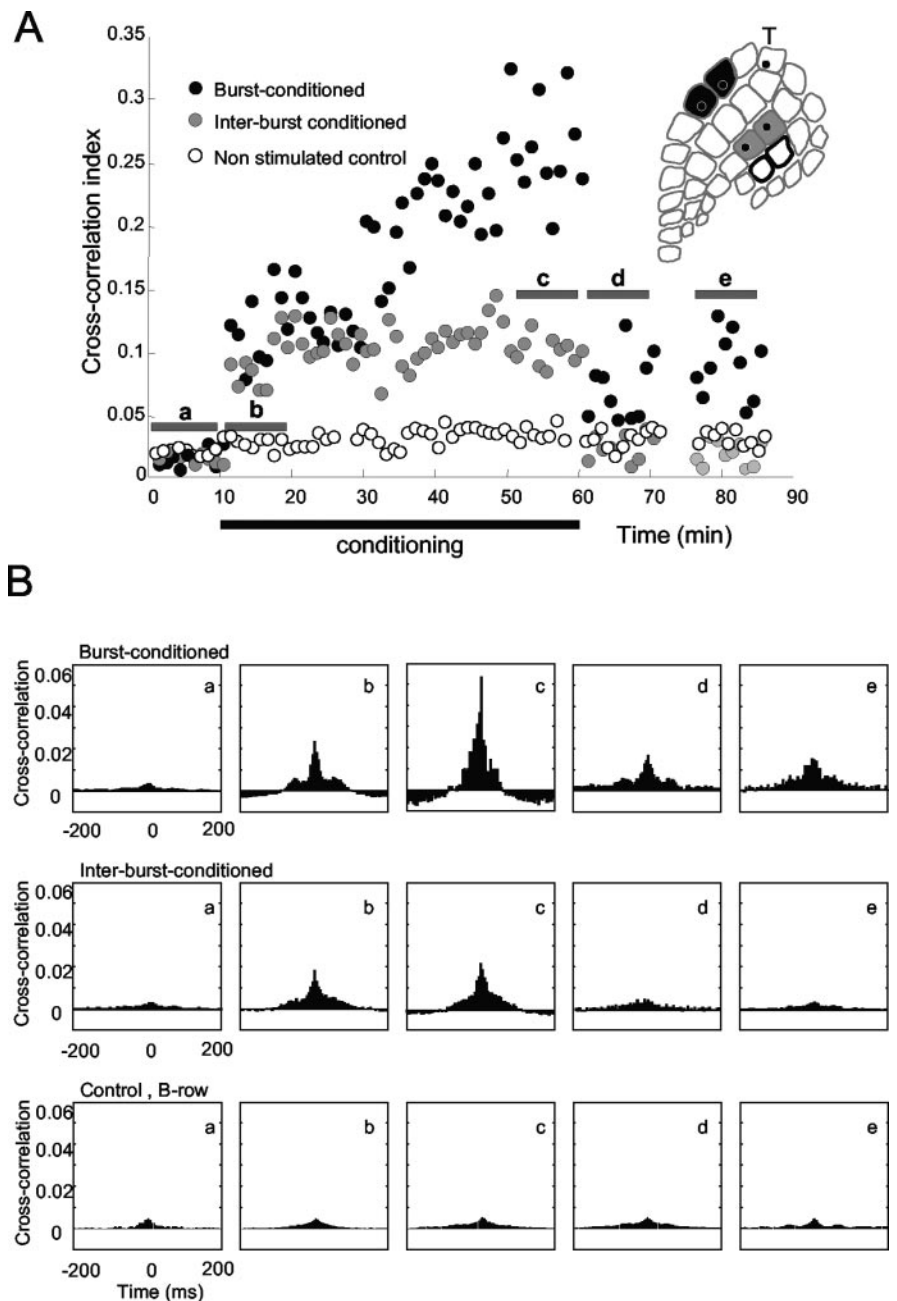 A
Cross-correlation index
0.35
0.3
0.25
0.2
0.15
0.1
0.05
0
Burst-conditioned
Inter-burst conditioned
Non stimulated control
T
a
b
c
d
e
0 10 20 30 40 50 60 70 80 90
conditioning
Time (min)
B
Burst-conditioned
Cross-correlation
0.06
0.04
0.02
0
a b c d e
-200 0 200
Inter-burst-conditioned
Cross-correlation
0.06
0.04
0.02
0
a b c d e
-200 0 200
Control , B-row
Cross-correlation
0.06
0.04
0.02
0
a b c d e
-200 0 200
Time (ms)